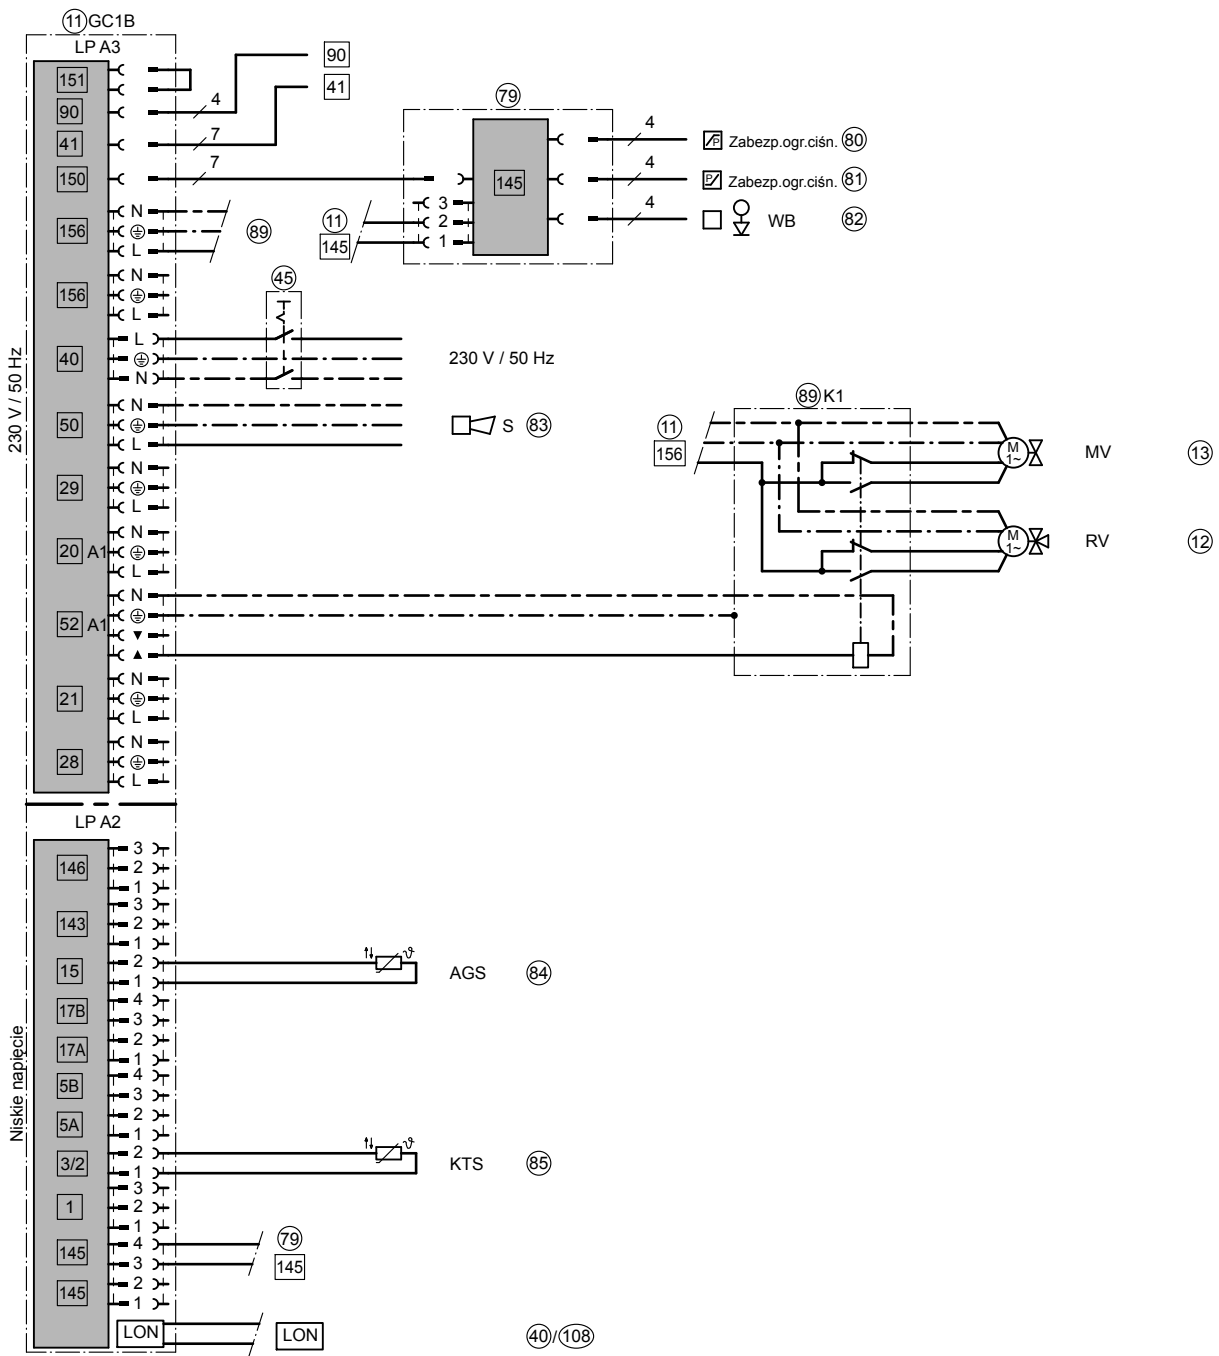 11 GC1B
LP A3
151
90
41
150
156
156
40
50
29
20 A1
52 A1
21
28
230 V / 50 Hz
N
L
N
L
L
N
N
L
N
L
N
L
N
▼
▲
N
L
N
L
4
7
7
90
41
89
45
230 V / 50 Hz
S 83
79
145
3
2
1
11
145
4
4
4
P Zabezp.ogr.ciśn. 80
P Zabezp.ogr.ciśn. 81
WB 82
89 K1
11
156
M
1~
MV 13
M
1~
RV 12
LP A2
Niskie napięcie
146
143
15
17B
17A
5B
5A
3/2
1
145
145
3
2
1
3
2
1
2
1
4
3
2
1
4
3
2
1
2
1
3
2
1
4
3
2
1
ϑ
AGS 84
ϑ
KTS 85
79
145
LON
LON
40/108